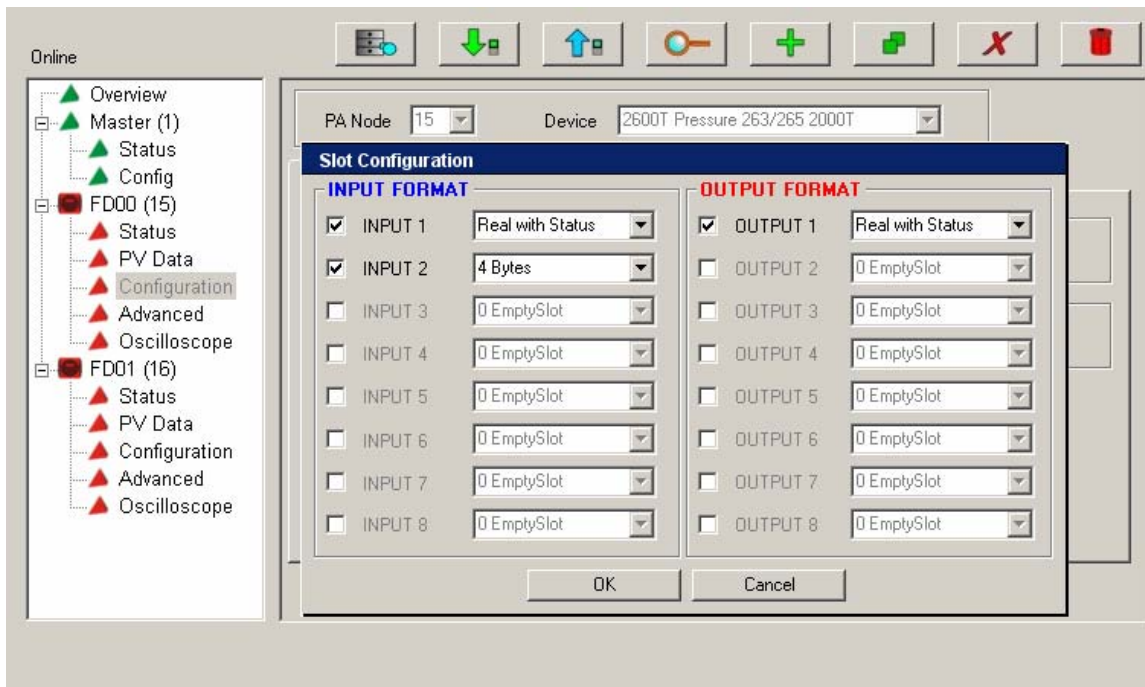 Online
Overview
Master (1)
Status
Config
FD00 (15)
Status
PV Data
Configuration
Advanced
Oscilloscope
FD01 (16)
Status
PV Data
Configuration
Advanced
Oscilloscope
PA Node 15 Device 2600T Pressure 263/265 2000T
Slot Configuration
INPUT FORMAT
INPUT 1 Real with Status
INPUT 2 4 Bytes
INPUT 3 0 EmptySlot
INPUT 4 0 EmptySlot
INPUT 5 0 EmptySlot
INPUT 6 0 EmptySlot
INPUT 7 0 EmptySlot
INPUT 8 0 EmptySlot
OUTPUT FORMAT
OUTPUT 1 Real with Status
OUTPUT 2 0 EmptySlot
OUTPUT 3 0 EmptySlot
OUTPUT 4 0 EmptySlot
OUTPUT 5 0 EmptySlot
OUTPUT 6 0 EmptySlot
OUTPUT 7 0 EmptySlot
OUTPUT 8 0 EmptySlot
OK Cancel